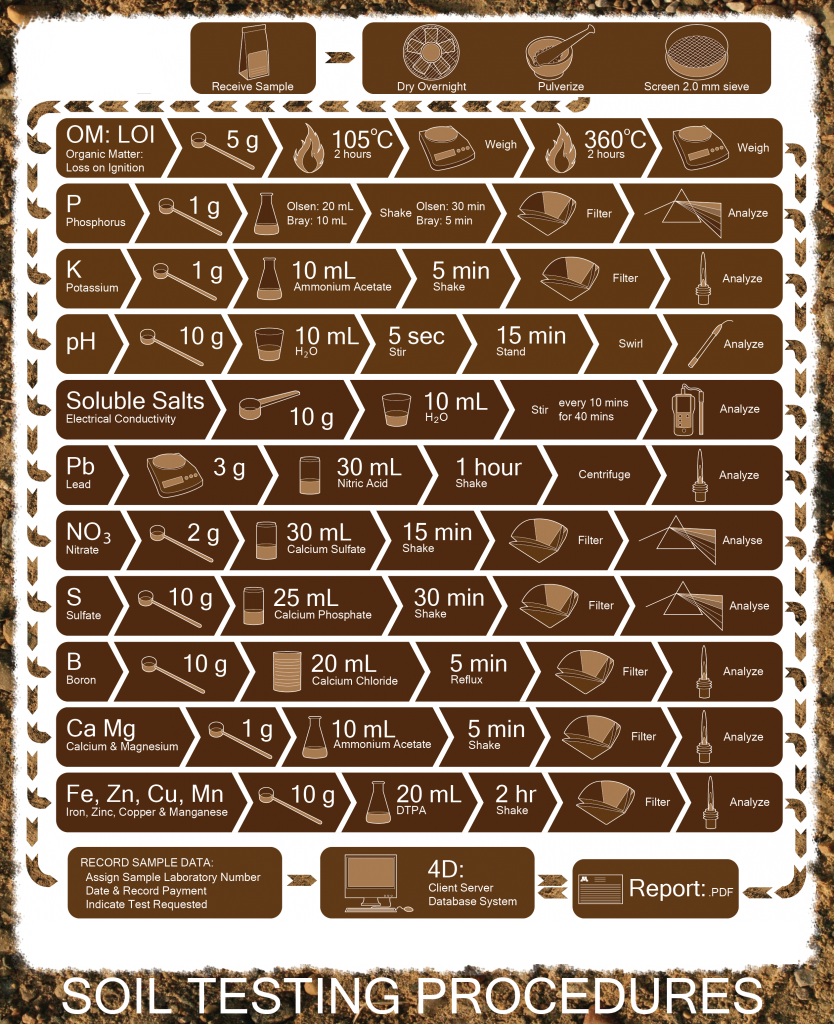 Receive Sample
Dry Overnight
Pulverize
Screen 2.0 mm sieve
OM: LOI
Organic Matter:
Loss on Ignition
5 g
105°C
2 hours
Weigh
360°C
2 hours
Weigh
P
Phosphorus
1 g
Olsen: 20 mL
Bray: 10 mL
Shake
Olsen: 30 min
Bray: 5 min
Filter
Analyze
K
Potassium
1 g
10 mL
Ammonium Acetate
5 min
Shake
Filter
Analyze
pH
10 g
10 mL
H₂O
5 sec
Stir
15 min
Stand
Swirl
Analyze
Soluble Salts
Electrical Conductivity
10 g
10 mL
H₂O
Stir
every 10 mins
for 40 mins
Analyze
Pb
Lead
3 g
30 mL
Nitric Acid
1 hour
Shake
Centrifuge
Analyze
NO₃
Nitrate
2 g
30 mL
Calcium Sulfate
15 min
Shake
Filter
Analyse
S
Sulfate
10 g
25 mL
Calcium Phosphate
30 min
Shake
Filter
Analyse
B
Boron
10 g
20 mL
Calcium Chloride
5 min
Reflux
Filter
Analyze
Ca Mg
Calcium & Magnesium
1 g
10 mL
Ammonium Acetate
5 min
Shake
Filter
Analyze
Fe, Zn, Cu, Mn
Iron, Zinc, Copper & Manganese
10 g
20 mL
DTPA
2 hr
Shake
Filter
Analyze
RECORD SAMPLE DATA:
Assign Sample Laboratory Number
Date & Record Payment
Indicate Test Requested
4D:
Client Server
Database System
Report: .PDF
SOIL TESTING PROCEDURES